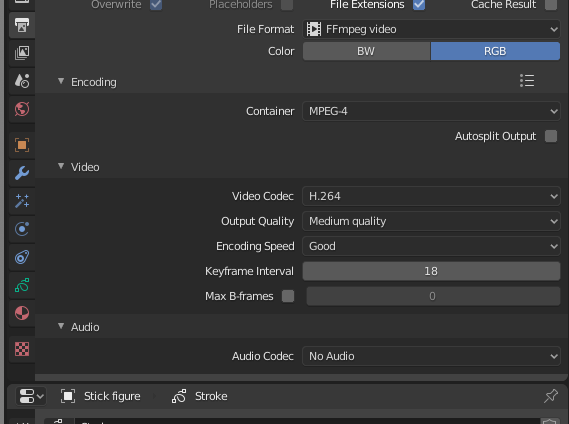 Overwrite Placeholders File Extensions Cache Result
File Format FFmpeg video
Color BW RGB
Encoding
Container MPEG-4
Autosplit Output
Video
Video Codec H.264
Output Quality Medium quality
Encoding Speed Good
Keyframe Interval 18
Max B-frames 0
Audio
Audio Codec No Audio
Stick figure Stroke